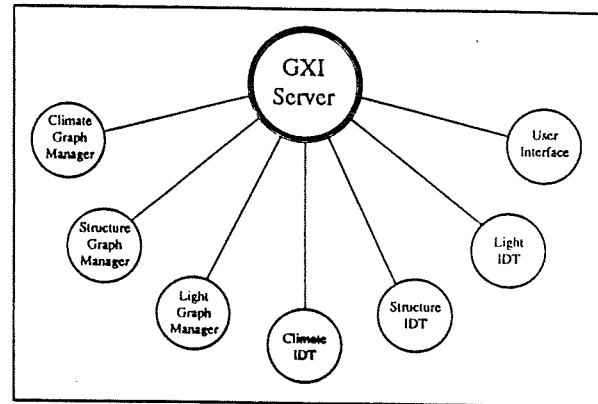 GXI
Server
Climate
Graph
Manager
Structure
Graph
Manager
Light
Graph
Manager
Climate
IDT
Structure
IDT
Light
IDT
User
Interface